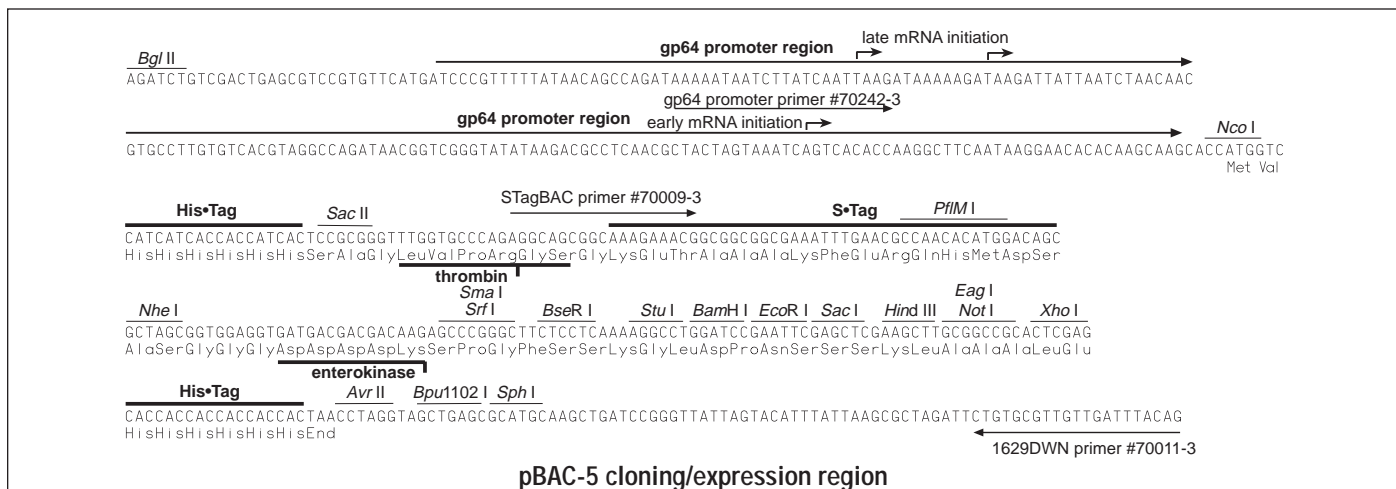 late mRNA initiation
Bgl II
gp64 promoter region
AGATCTGTCGACTGAGCGTCCGTGTTCATGATCCCGTTTTTATAACAGCCAGATAAAAATAATCTTATCAATTAAGATAAAAAGATAAGATTATTAATCTAACAAC
gp64 promoter primer #70242-3
gp64 promoter region
early mRNA initiation
Nco I
GTGCCTTGTGTCACGTAGGCCAGATAACGGTCGGGTATATAAGACGCCTCAACGCTACTAGTAAATCAGTCACACCAAGGCTTCAATAAGGAACACACAAGCAAGCACCATGGTC
Met Val
His•Tag
Sac II
STagBAC primer #70009-3
S•Tag
PflM I
CATCATCACCACCATCACTCCGCGGGTTTGGTGCCCAGAGGCAGCGGCAAAGAAACGGCGGCGGCGAAATTTGAACGCCAACACATGGACAGC
HisHisHisHisHisHisSerAlaGlyLeuValProArgGlySerGlyLysGluThrAlaAlaAlaLysPheGluArgGlnHisMetAspSer
thrombin
Nhe I
Sma I
Srf I
BseR I
Stu I
BamH I
EcoR I
Sac I
Hind III
Eag I
Not I
Xho I
GCTAGCGGTGGAGGTGATGACGACGACAAGAGCCCGGGCTTCTCCTCAAAAGGCCTGGATCCGAATTCGAGCTCGAAGCTTGCGGCCGCACTCGAG
AlaSerGlyGlyGlyAspAspAspAspLysSerProGlyPheSerSerLysGlyLeuAspProAsnSerSerSerLysLeuAlaAlaAlaLeuGlu
enterokinase
His•Tag
Avr II
Bpu1102 I
Sph I
CACCACCACCACCACCACTAACCTAGGTAGCTGAGCGCATGCAAGCTGATCCGGGTTATTAGTACATTTATTAAGCGCTAGATTCTGTGCGTTGTTGATTTACAG
HisHisHisHisHisHisEnd
1629DWN primer #70011-3
pBAC-5 cloning/expression region